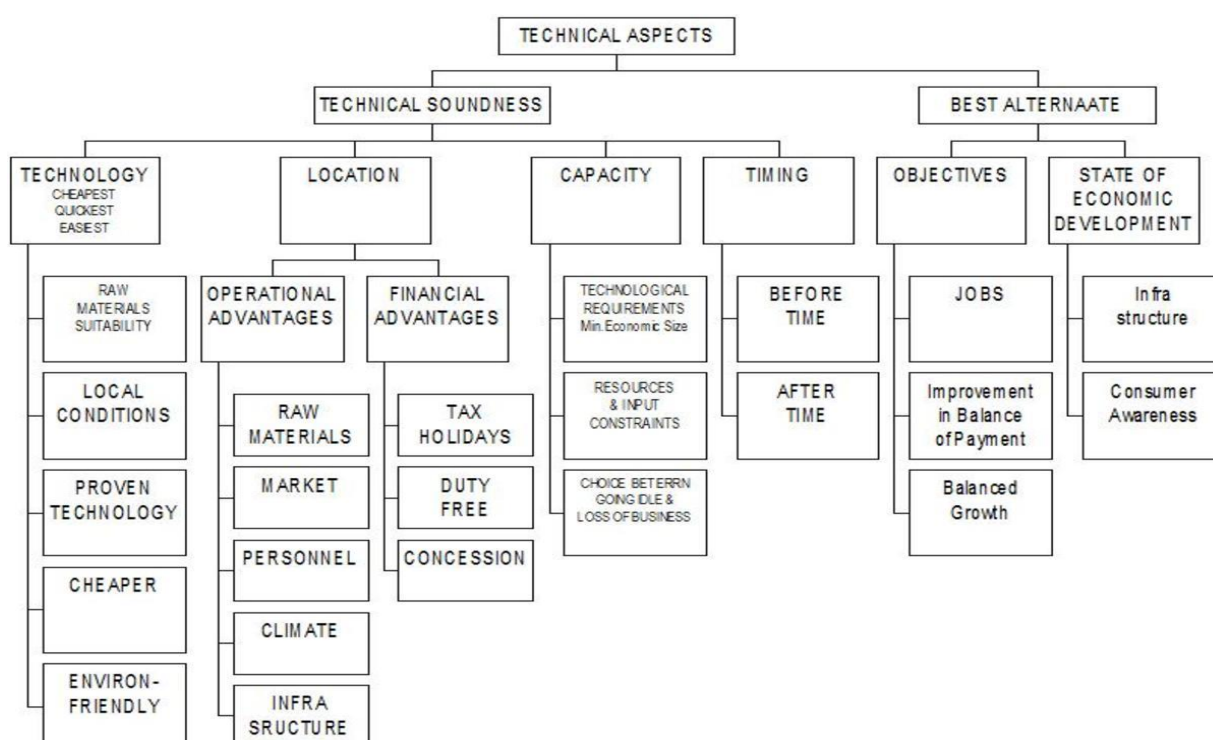 TECHNICAL ASPECTS
TECHNICAL SOUNDNESS
BEST ALTERNAATE
TECHNOLOGY
CHEAPEST
QUICKEST
EASIEST
LOCATION
CAPACITY
TIMING
OBJECTIVES
STATE OF
ECONOMIC
DEVELOPMENT
RAW
MATERIALS
SUITABILITY
LOCAL
CONDITIONS
PROVEN
TECHNOLOGY
CHEAPER
ENVIRON-
FRIENDLY
OPERATIONAL
ADVANTAGES
RAW
MATERIALS
MARKET
PERSONNEL
CLIMATE
INFRA
SRUCTURE
FINANCIAL
ADVANTAGES
TAX
HOLIDAYS
DUTY
FREE
CONCESSION
TECHNOLOGICAL
REQUIREMENTS
Min.Economic Size
RESOURCES
& INPUT
CONSTRAINTS
CHOICE BETERRN
GOING IDLE &
LOSS OF BUSINESS
BEFORE
TIME
AFTER
TIME
JOBS
Improvement
in Balance
of Payment
Balanced
Growth
Infra
structure
Consumer
Awareness